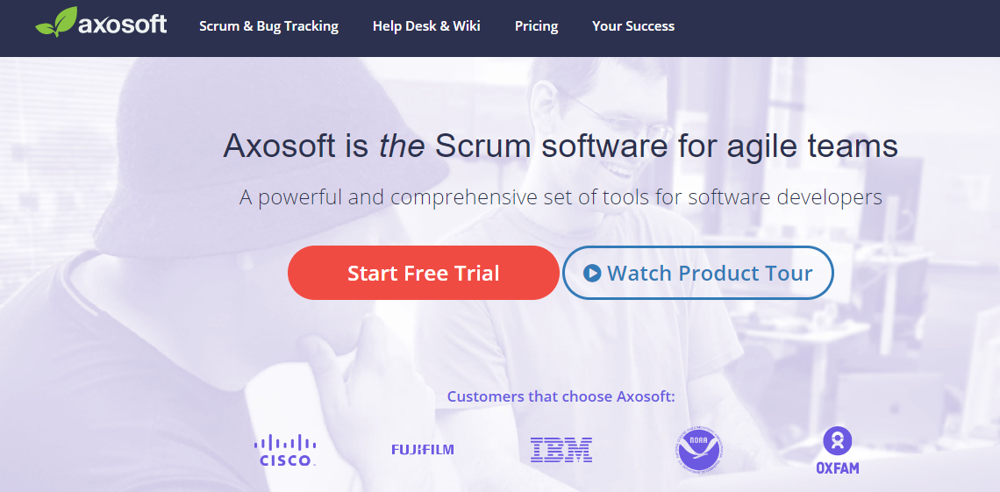 axosoft
Scrum & Bug Tracking Help Desk & Wiki Pricing Your Success
Axosoft is the Scrum software for agile teams
A powerful and comprehensive set of tools for software developers
Start Free Trial Watch Product Tour
Customers that choose Axosoft:
CISCO FUJIFILM IBM NOAA OXFAM